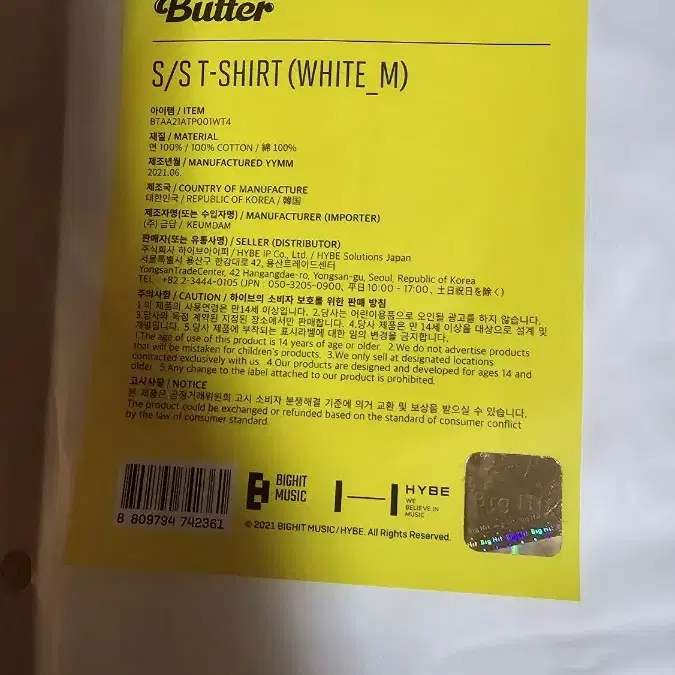 Butter
S/S T-SHIRT (WHITE_M)
아이템 / ITEM
BTAA21ATP001WT4
재질 / MATERIAL
면 100% / 100% COTTON / 綿 100%
제조년월 / MANUFACTURED YYMM
2021.06.
제조국 / COUNTRY OF MANUFACTURE
대한민국 / REPUBLIC OF KOREA / 韓国
제조자명(또는 수입자명) / MANUFACTURER (IMPORTER)
(주) 금담 / KEUMDAM
판매자(또는 유통사명) / SELLER (DISTRIBUTOR)
주식회사 하이브아이피 / HYBE IP Co., Ltd. / HYBE Solutions Japan
서울특별시 용산구 한강대로 42, 용산트레이드센터
YongsanTradeCenter, 42 Hangangdae-ro, Yongsan-gu, Seoul, Republic of Korea
TEL +82 2-3444-0105 (JPN : 050-3205-0900、平日10:00 - 17:00、土日祝日を除く)
주의사항 / CAUTION / 하이브의 소비자 보호를 위한 판매 방침
1.이 제품의 사용연령은 만14세 이상입니다. 2.당사는 어린이용품으로 오인될 광고를 하지 않습니다.
3.당사와 독점 계약된 지정된 장소에서만 판매합니다. 4.당사 제품은 만 14세 이상을 대상으로 설계 및
개발됩니다. 5.당사 제품에 부착되는 표시라벨에 대한 임의 변경을 금지합니다.
1.The age of use of this product is 14 years of age or older. 2.We do not advertise products
that will be mistaken for children's products. 3.We only sell at designated locations
contracted exclusively with us. 4.Our products are designed and developed for ages 14 and
older. 5.Any change to the label attached to our product is prohibited.
고시사항 / NOTICE
본 제품은 공정거래위원회 고시 소비자 분쟁해결 기준에 의거 교환 및 보상을 받으실 수 있습니다.
The product could be exchanged or refunded based on the standard of consumer conflict
by the law of consumer standard.
8 809794 742361
BIGHIT
MUSIC
HYBE
WE
BELIEVE IN
MUSIC
© 2021 BIGHIT MUSIC / HYBE. All Rights Reserved.
Big Hit
Big Hit
Big Hit
Big Hit